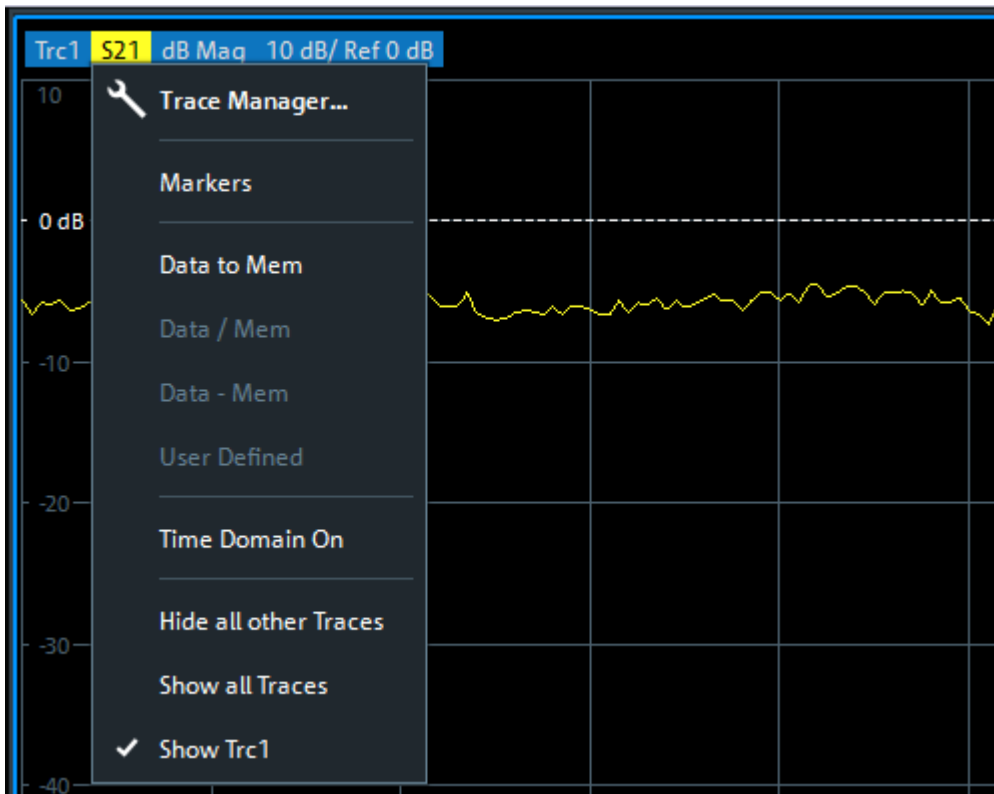 Trc1 S21 dB Mag 10 dB/ Ref 0 dB
10
Trace Manager...
Markers
0 dB
Data to Mem
Data / Mem
-10
Data - Mem
User Defined
-20
Time Domain On
Hide all other Traces
-30
Show all Traces
Show Trc1
-40